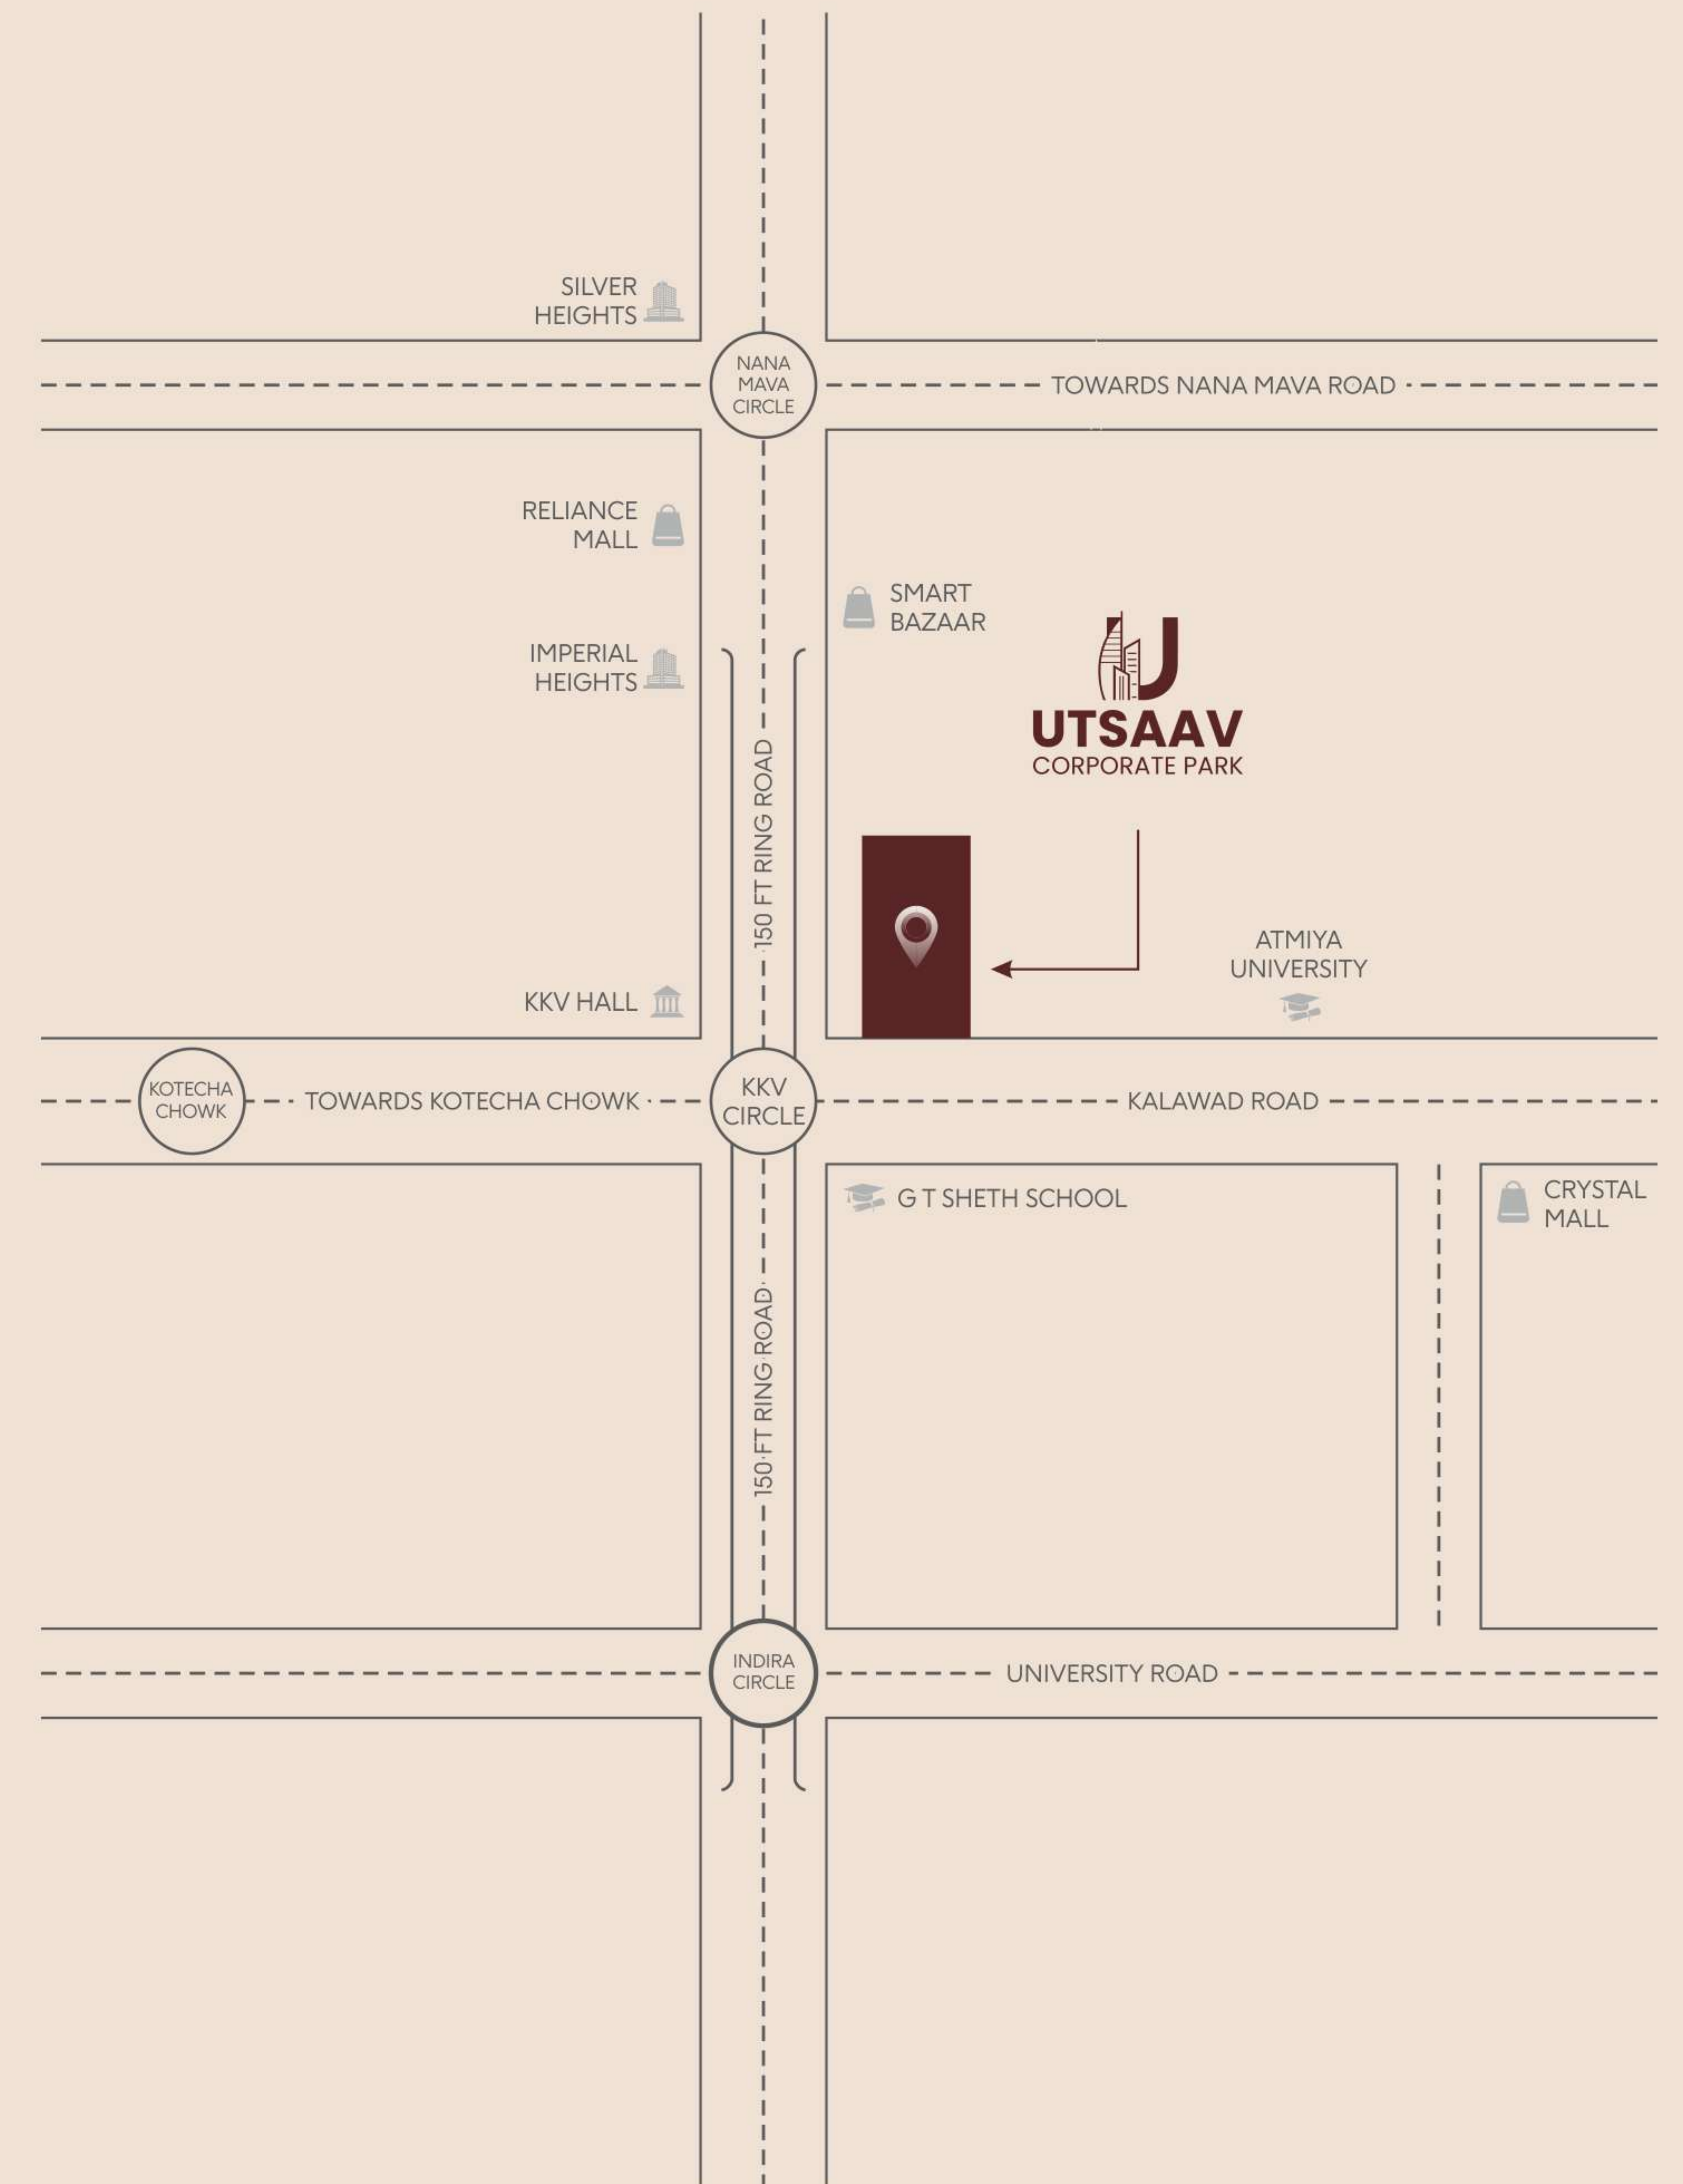 SILVER
HEIGHTS
NANA
MAVA
CIRCLE
TOWARDS NANA MAVA ROAD
RELIANCE
MALL
SMART
BAZAAR
IMPERIAL
HEIGHTS
UTSAAV
CORPORATE PARK
150 FT RING ROAD
ATMIYA
UNIVERSITY
KKV HALL
KOTECHA
CHOWK
TOWARDS KOTECHA CHOWK
KKV
CIRCLE
KALAWAD ROAD
G T SHETH SCHOOL
CRYSTAL
MALL
150 FT RING ROAD
INDIRA
CIRCLE
UNIVERSITY ROAD